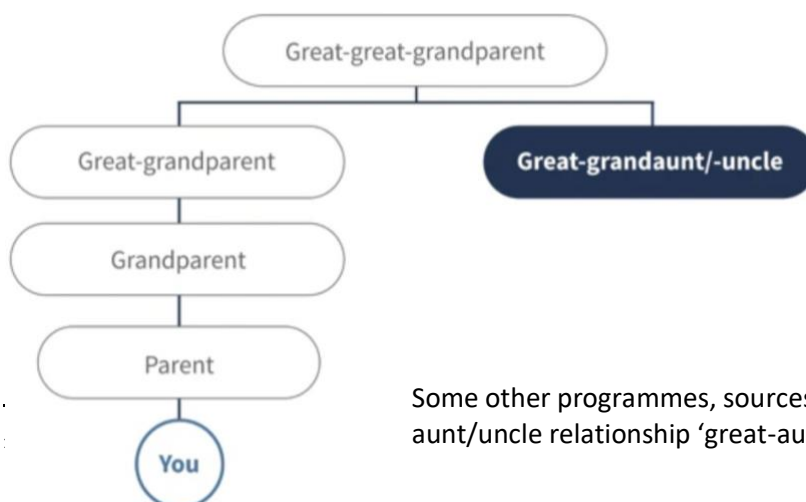 Great-great-grandparent
Great-grandparent
Great-grandaunt/-uncle
Grandparent
Parent
You
Some other programmes, sources
aunt/uncle relationship ‘great-au